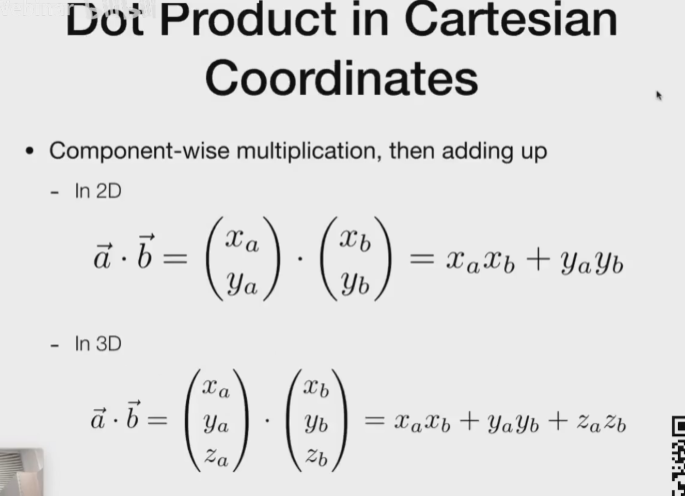 Dot Product in Cartesian
Coordinates
• Component-wise multiplication, then adding up
- In 2D
$\vec{a} \cdot \vec{b} = \begin{pmatrix} x_a \\ y_a \end{pmatrix} \cdot \begin{pmatrix} x_b \\ y_b \end{pmatrix} = x_a x_b + y_a y_b$
- In 3D
$\vec{a} \cdot \vec{b} = \begin{pmatrix} x_a \\ y_a \\ z_a \end{pmatrix} \cdot \begin{pmatrix} x_b \\ y_b \\ z_b \end{pmatrix} = x_a x_b + y_a y_b + z_a z_b$